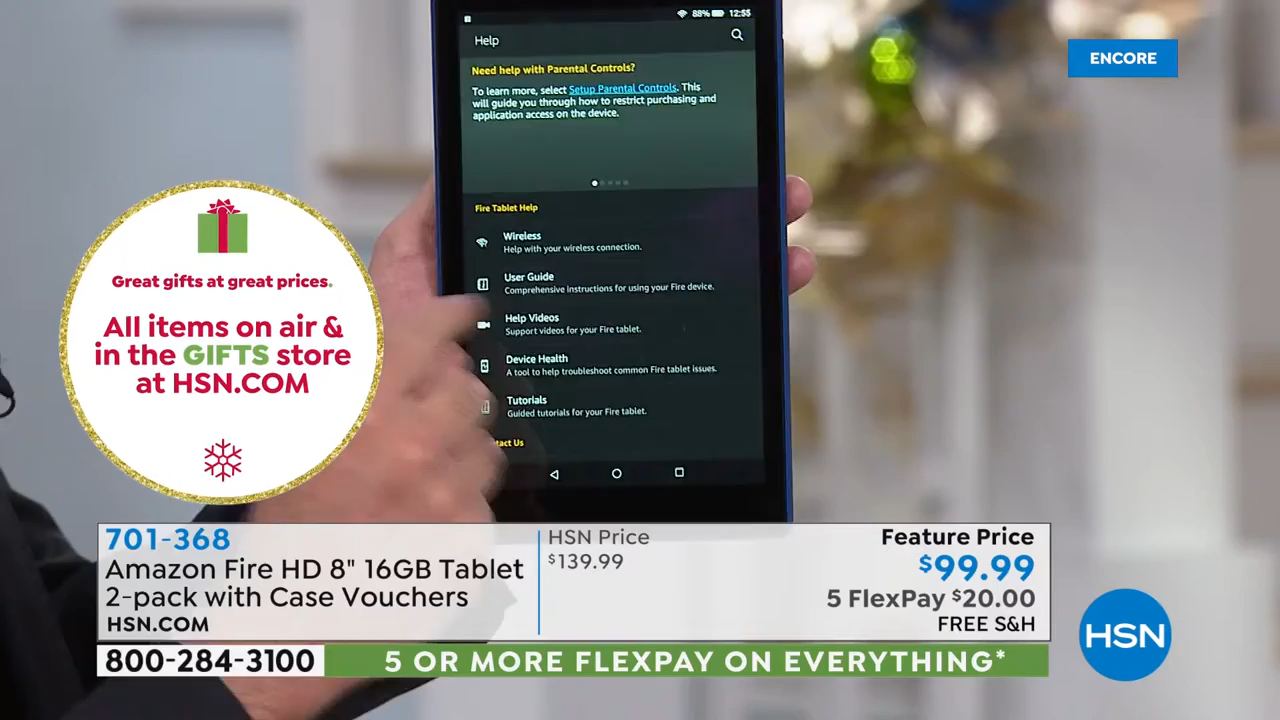 88% 12:55
Help
Need help with Parental Controls?
To learn more, select Setup Parental Controls. This
will guide you through how to restrict purchasing and
application access on the device.
Fire Tablet Help
Wireless
Help with your wireless connection.
User Guide
Comprehensive instructions for using your Fire device.
Help Videos
Support videos for your Fire tablet.
Device Health
A tool to help troubleshoot common Fire tablet issues.
Tutorials
Guided tutorials for your Fire tablet.
Us
ENCORE
Great gifts at great prices.
All items on air &
in the GIFTS store
at HSN.COM
701-368
Amazon Fire HD 8" 16GB Tablet
2-pack with Case Vouchers
HSN.COM
HSN Price
$139.99
Feature Price
$99.99
5 FlexPay $20.00
FREE S&H
800-284-3100
5 OR MORE FLEXPAY ON EVERYTHING*
HSN